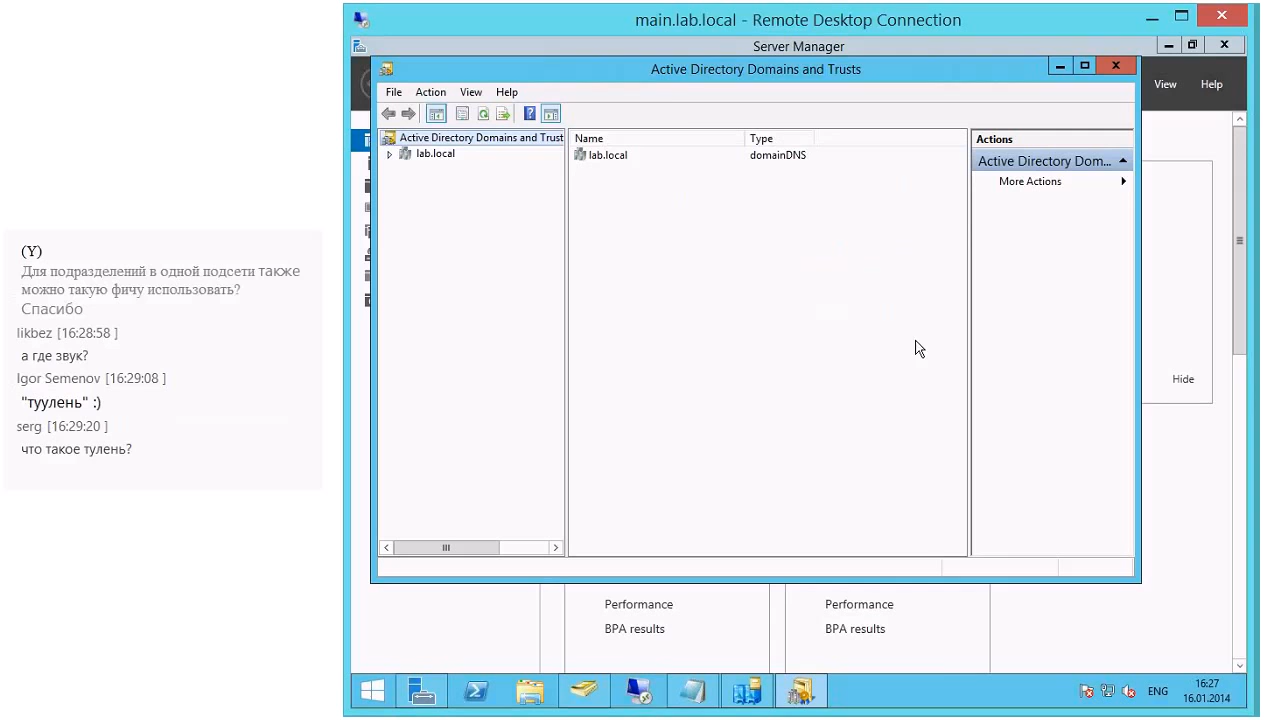 (Y)
Для подразделений в одной подсети также
можно такую фичу использовать?
Спасибо
likbez [16:28:58 ]
а где звук?
Igor Semenov [16:29:08 ]
"туулень" :)
serg [16:29:20 ]
что такое тулень?
main.lab.local - Remote Desktop Connection
Server Manager
View Help
Active Directory Domains and Trusts
File Action View Help
Active Directory Domains and Trust
lab.local
Name Type
lab.local domainDNS
Actions
Active Directory Dom...
More Actions
Hide
Performance
BPA results
Performance
BPA results
ENG
16:27
16.01.2014